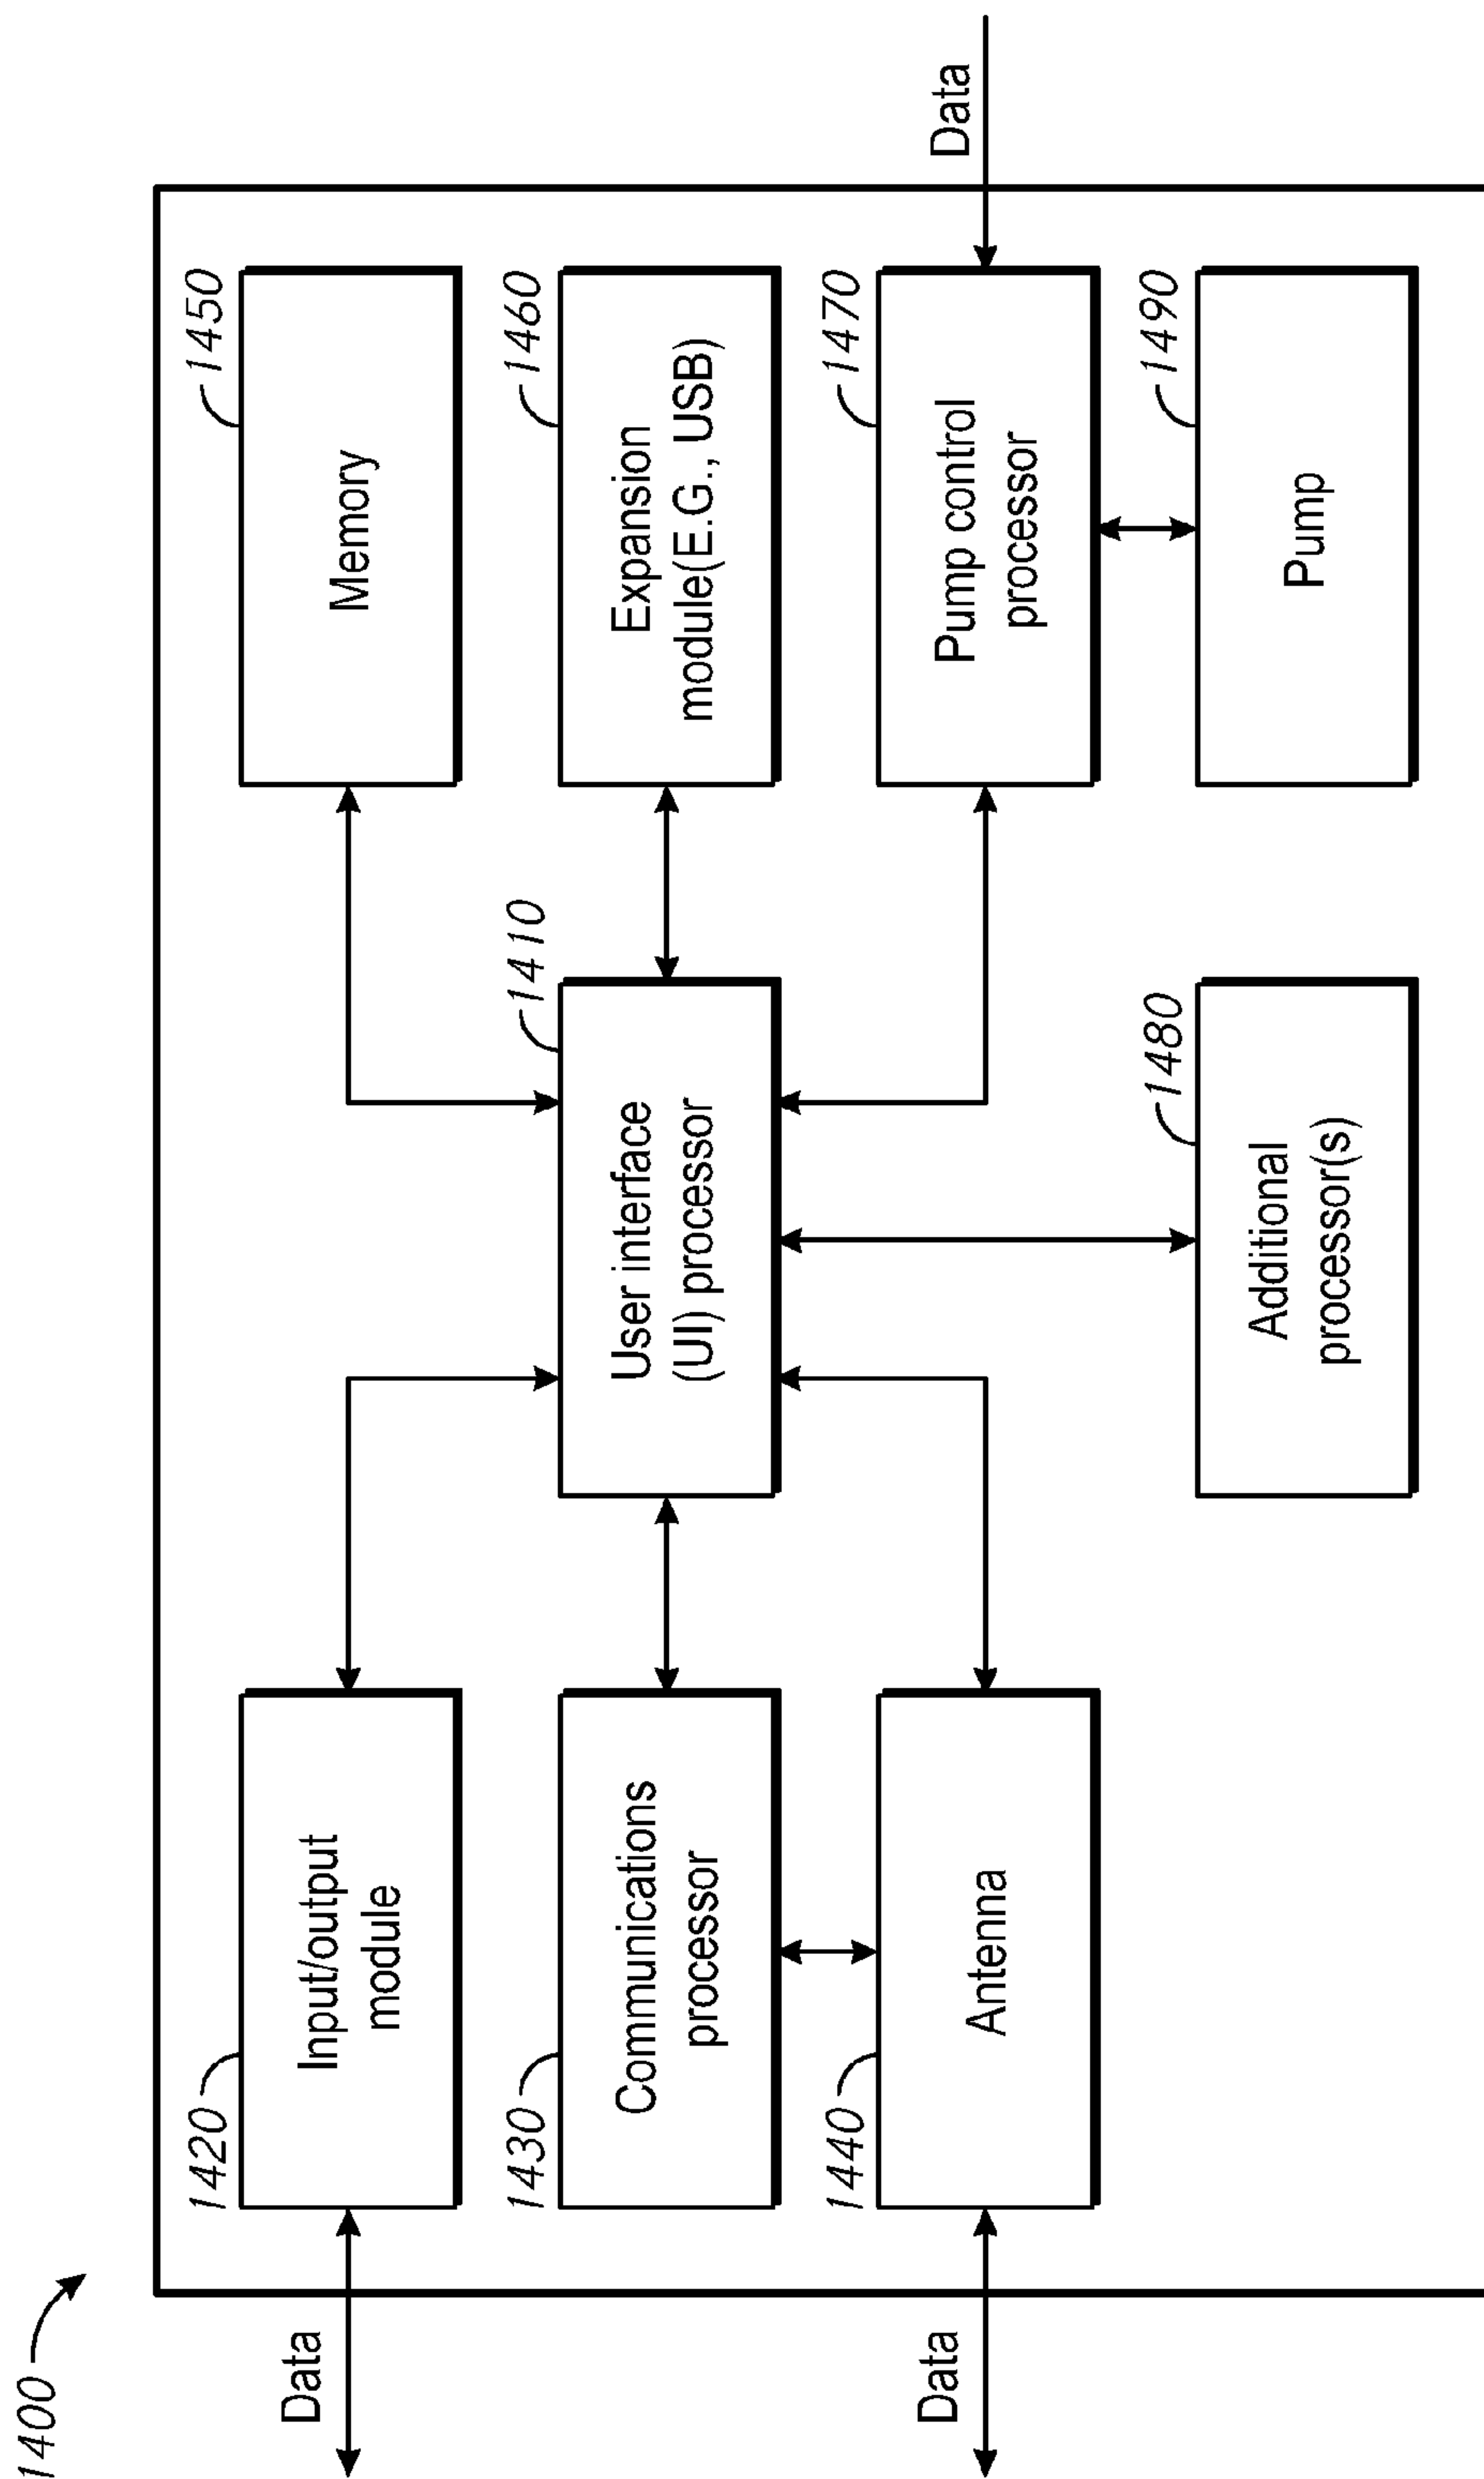 1400
Data
1420
Input/output
module
1450
Memory
1430
Communications
processor
1410
User interface
(UI) processor
1460
Expansion
module(E.G., USB)
Data
1440
Antenna
1470
Pump control
processor
Data
1480
Additional
processor(s)
1490
Pump